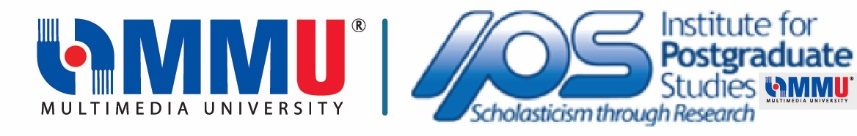 MMU®
MULTIMEDIA UNIVERSITY
IPS
Institute for
Postgraduate
Studies
MMU
MULTIMEDIA UNIVERSITY
Scholasticism through Research